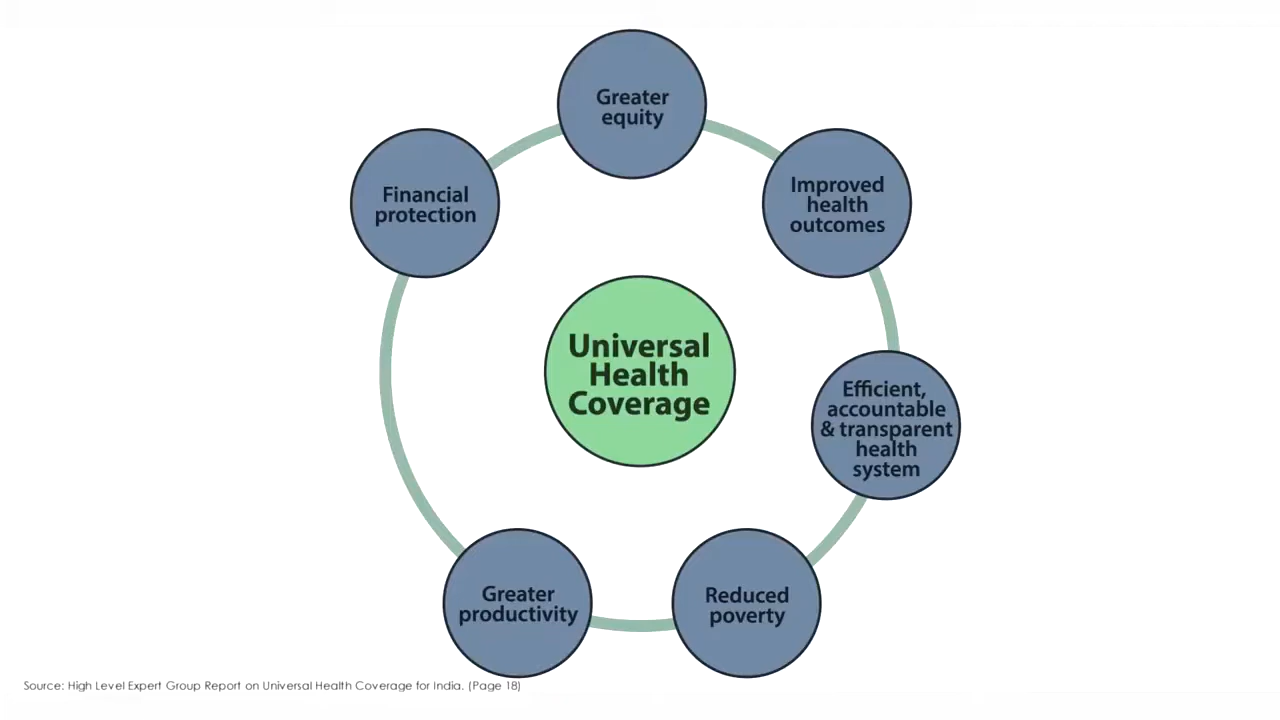 Greater
equity
Improved
health
outcomes
Efficient,
accountable
& transparent
health
system
Reduced
poverty
Greater
productivity
Financial
protection
Universal
Health
Coverage
Source: High Level Expert Group Report on Universal Health Coverage for India. (Page 18)